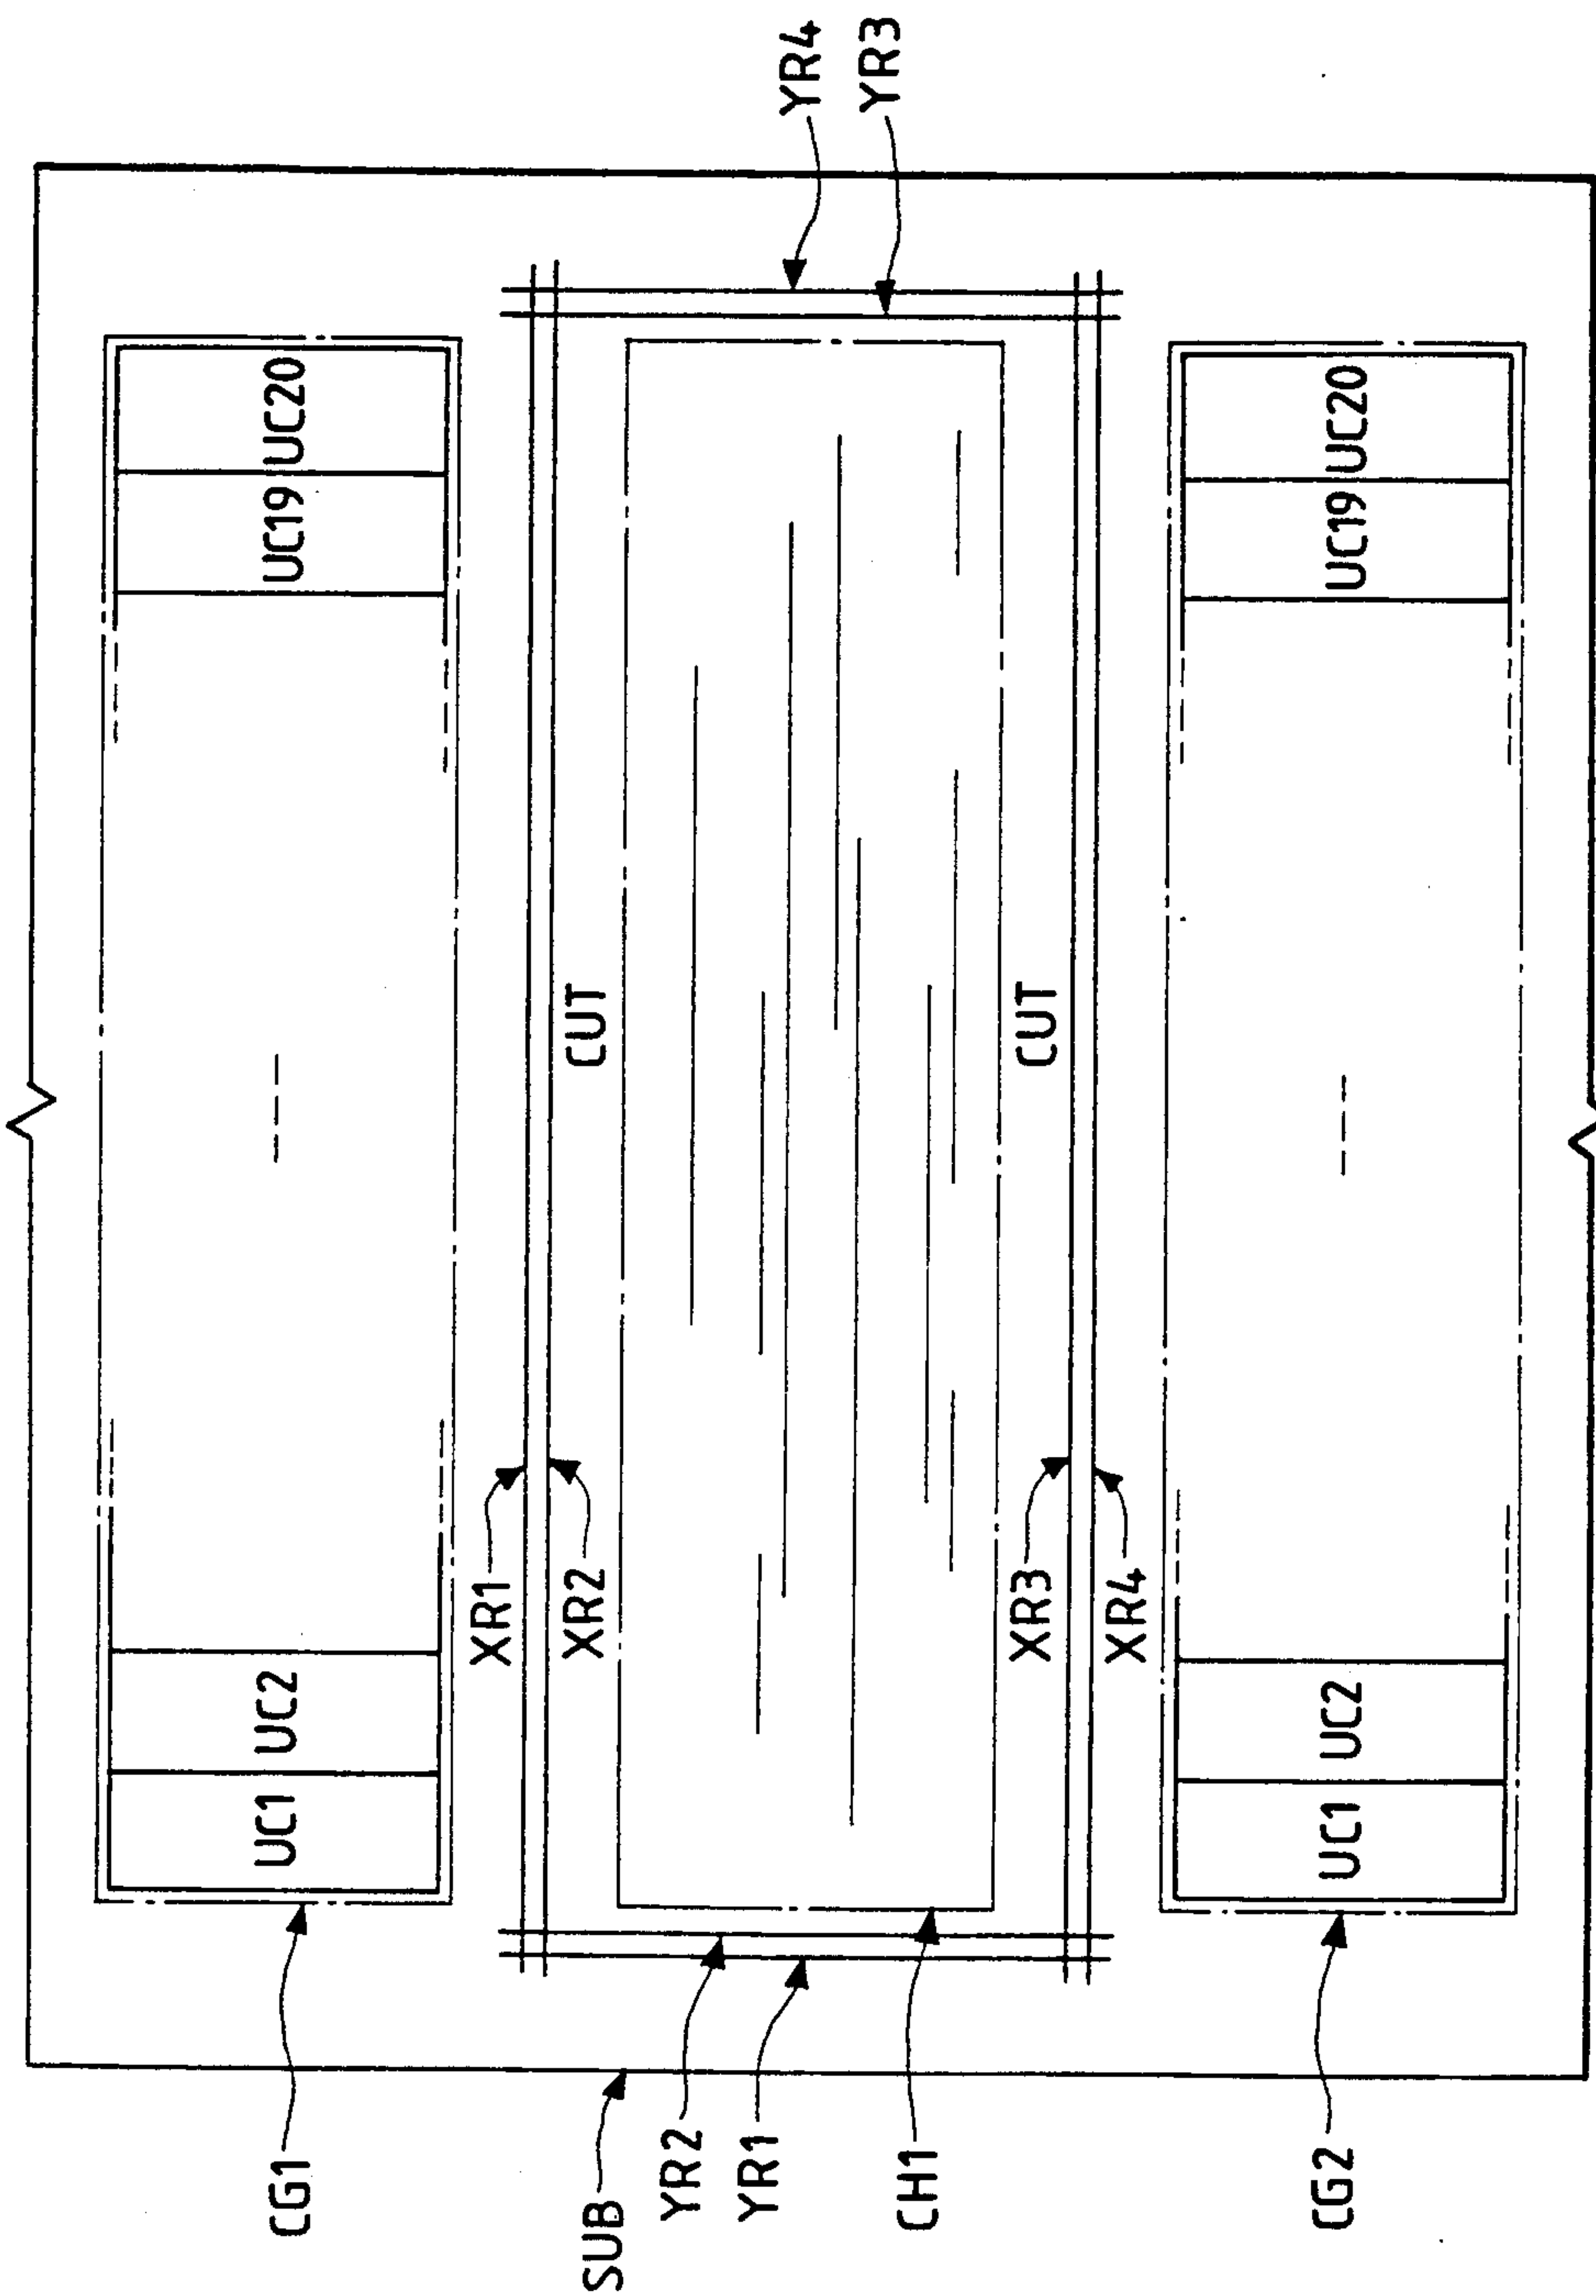 CG1
UC1
UC2
UC19
UC20
XR1
SUB
XR2
CUT
YR2
YR1
YR4
YR3
CH1
XR3
CUT
XR4
CG2
UC1
UC2
UC19
UC20